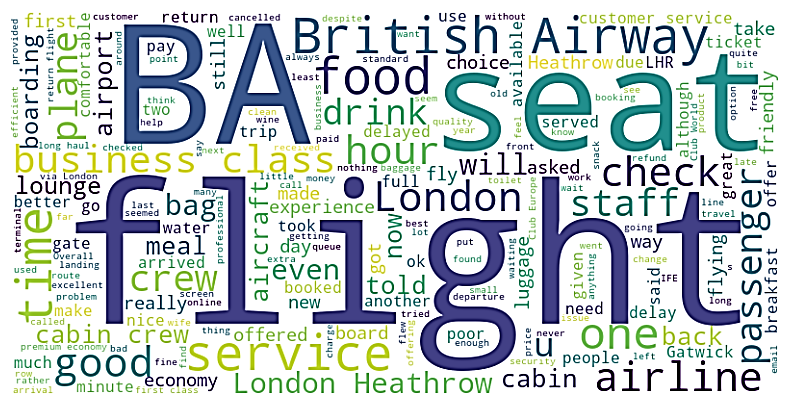 customer
cancelled
return
despite
around
use
customer service
quite
first
provided
well
British Airway
want
take
boarding
efficient
return flight
plane
comfortable
airport
pay
point
still
BA
always
least
standard
food
choice
Heathrow
due
LHR
ticket
bit
available
seat
think
two
help
business
clean
wine
trip
drink
seem
old
booking
see
option
free
friendly
delayed
quality
year
feel
served
know
although
Club World
product
long haul
checked
next
say
received
paid
hour
front
snack
refund
late
business class
nothing
baggage
toilet
work
via London
lounge
little
money
call
full
fly
will
asked
check
great
offer
many
made
London
wait
staff
line
travel
better
go
last
seemed
bag
professional
experience
terminal
far
flight
aircraft
took
getting
queue
best
lot
now
Club Europe
going
way
passenger
time
gate
water
day
extra
got
ok
put
went
anything
change
said
IFE
flying
s
overall
landing
meal
arrived
even
told
found
waiting
luggage
given
long
used
route
excellent
problem
crew
screen
online
booked
new
another
small
departure
need
delay
breakfast
make
really
tried
issue
email
called
nice
wife
offered
board
flew
offering
poor
enough
price
never
one
back
cabin crew
thing
charge
u
people
left
Gatwick
premium economy
bad
good
fine
find
service
security
without
row
rather
arrival
much
minute
economy
first class
London Heathrow
cabin
airline